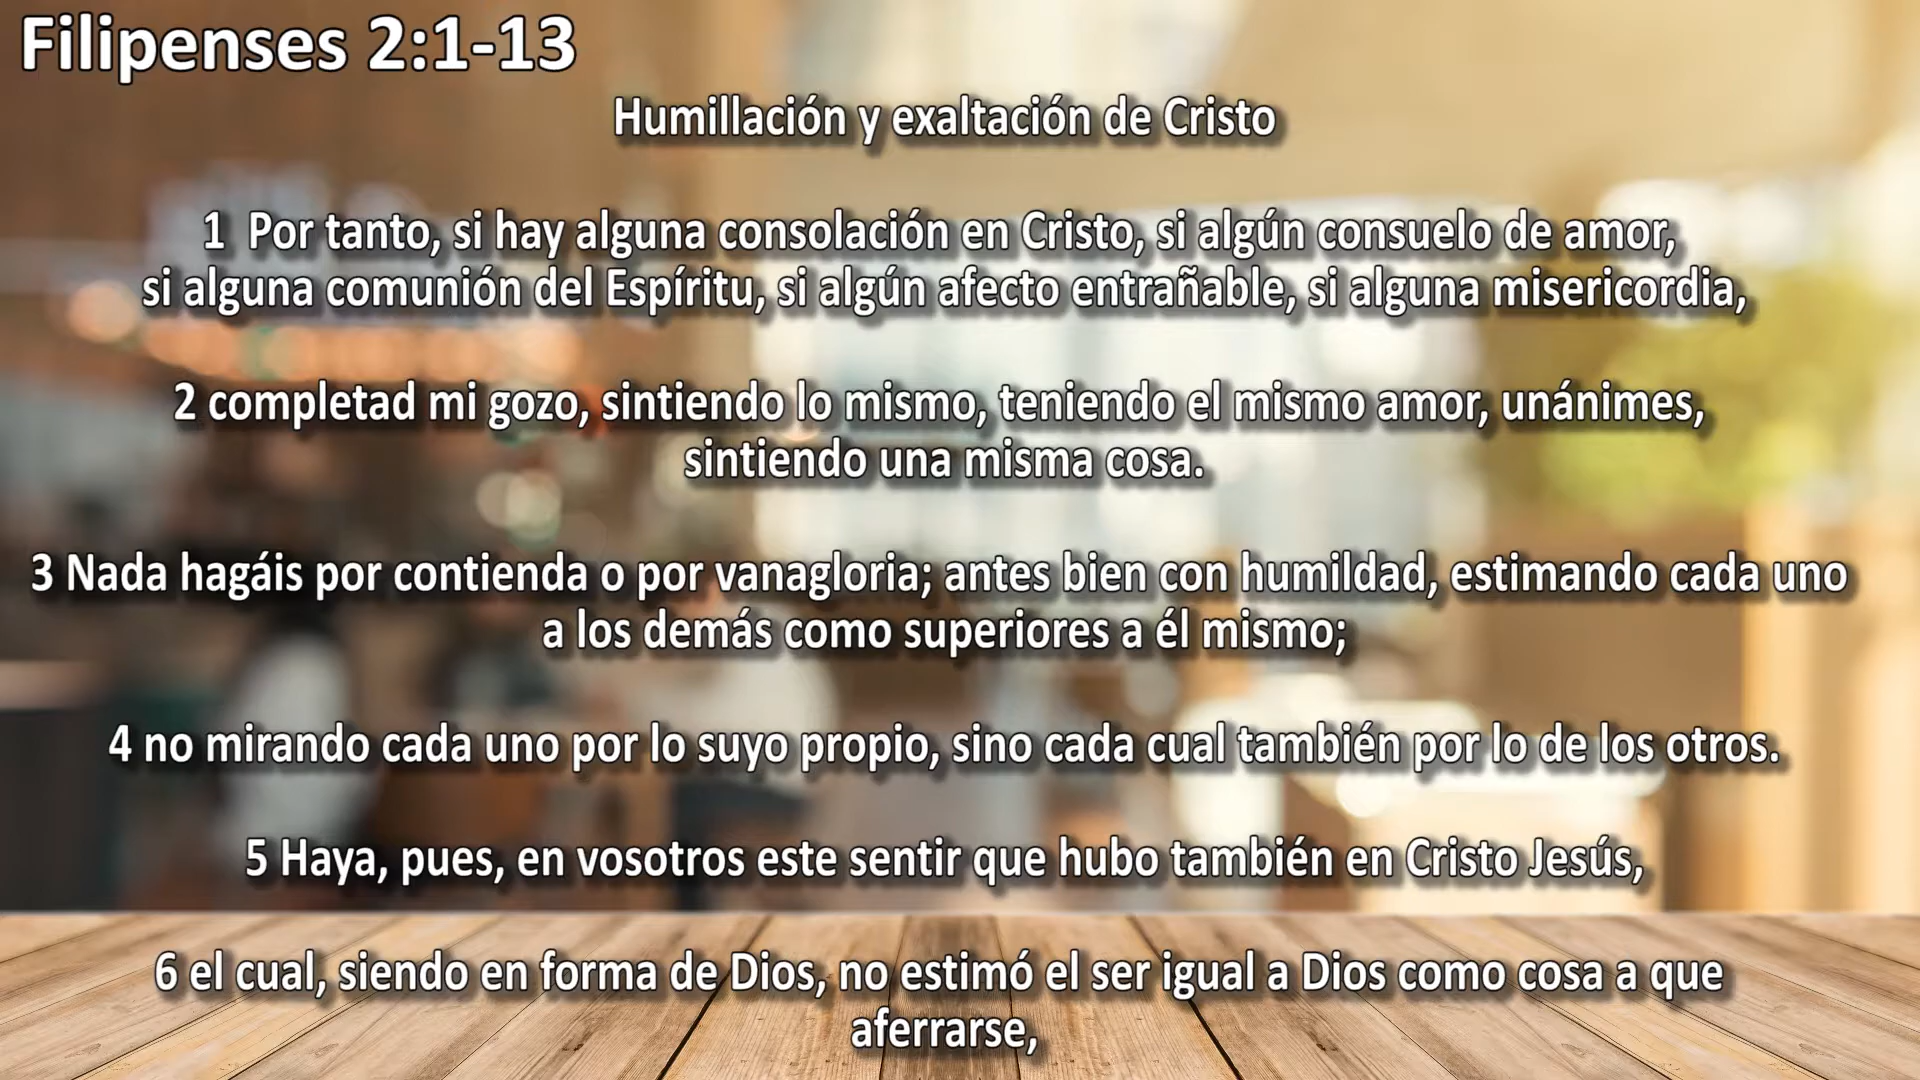 Filipenses 2:1-13
Humillación y exaltación de Cristo
1 Por tanto, si hay alguna consolación en Cristo, si algún consuelo de amor,
si alguna comunión del Espíritu, si algún afecto entrañable, si alguna misericordia,
2 completad mi gozo, sintiendo lo mismo, teniendo el mismo amor, unánimes,
sintiendo una misma cosa.
3 Nada hagáis por contienda o por vanagloria; antes bien con humildad, estimando cada uno
a los demás como superiores a él mismo;
4 no mirando cada uno por lo suyo propio, sino cada cual también por lo de los otros.
5 Haya, pues, en vosotros este sentir que hubo también en Cristo Jesús,
6 el cual, siendo en forma de Dios, no estimó el ser igual a Dios como cosa a que
aferrarse,